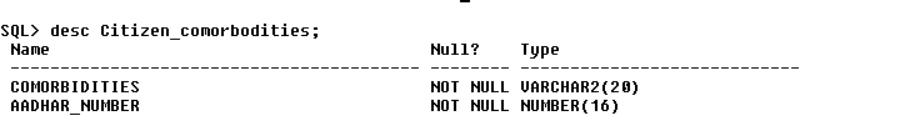 SQL> desc Citizen_comorbodities;
Name Null? Type
----------------------------------------- -------- ----------------------------
COMORBIDITIES NOT NULL VARCHAR2(20)
AADHAR_NUMBER NOT NULL NUMBER(16)